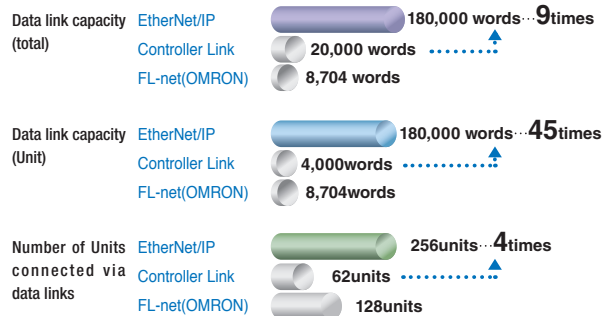 Data link capacity EtherNet/IP 180,000 words···9times
(total) Controller Link 20,000 words
FL-net(OMRON) 8,704 words
Data link capacity EtherNet/IP 180,000 words···45times
(Unit) Controller Link 4,000words
FL-net(OMRON) 8,704words
Number of Units EtherNet/IP 256units···4times
connected via Controller Link 62units
data links FL-net(OMRON) 128units